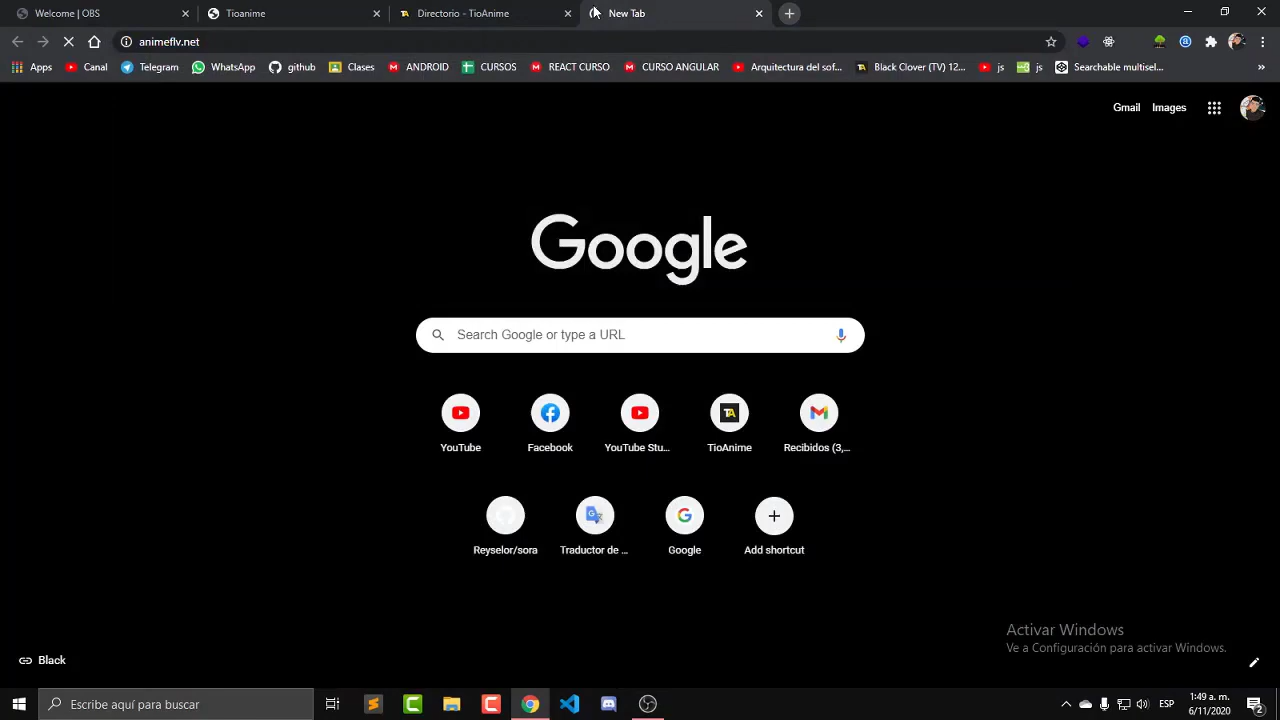 Welcome | OBS
Tioanime
Directorio - TioAnime
New Tab
animeflv.net
Apps
Canal
Telegram
WhatsApp
github
Clases
ANDROID
CURSOS
REACT CURSO
CURSO ANGULAR
Arquitectura del sof...
Black Clover (TV) 12...
js
js
Searchable multisel...
»
Gmail
Images
Google
Search Google or type a URL
YouTube
Facebook
YouTube Stu...
TioAnime
Recibidos (3,...
Reyselor/sora
Traductor de ...
Google
Add shortcut
Activar Windows
Ve a Configuración para activar Windows.
Black
Escribe aquí para buscar
ESP
1:49 a. m.
6/11/2020
2